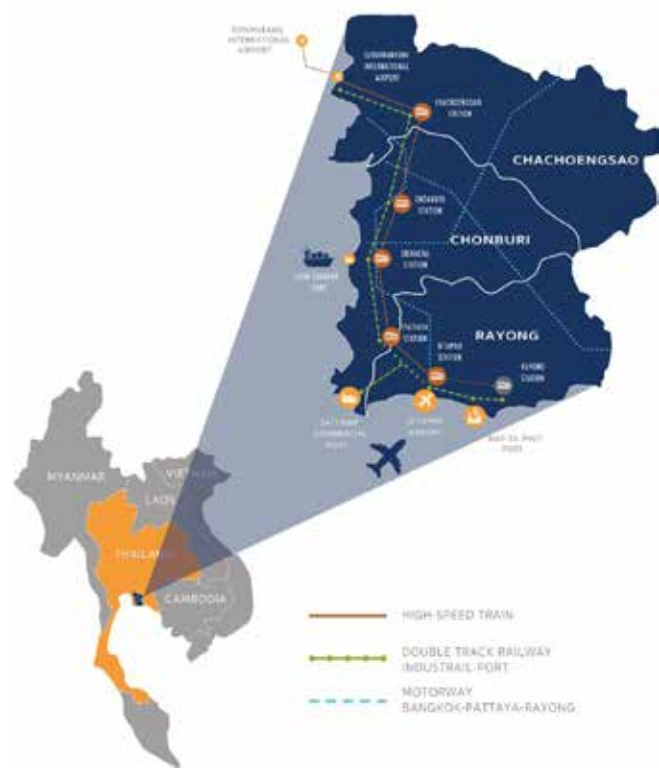 INTERNATIONAL
AIRPORT
SUVARNABHUMI
INTERNATIONAL
AIRPORT
CHACHOENGSAO
STATION
CHACHOENGSAO
CHONBURI
STATION
CHONBURI
SRIRACHA
STATION
PORT
PATTAYA
STATION
RAYONG
U-TAPAO
STATION
RAYONG
STATION
SATTAHIP
COMMERCIAL
PORT
U-TAPAO
AIRPORT
MAP TA PHUT
PORT
MYANMAR
VIETNAM
LAOS
THAILAND
CAMBODIA
HIGH-SPEED TRAIN
DOUBLE TRACK RAILWAY
INDUSTRAIL-PORT
MOTORWAY
BANGKOK-PATTAYA-RAYONG